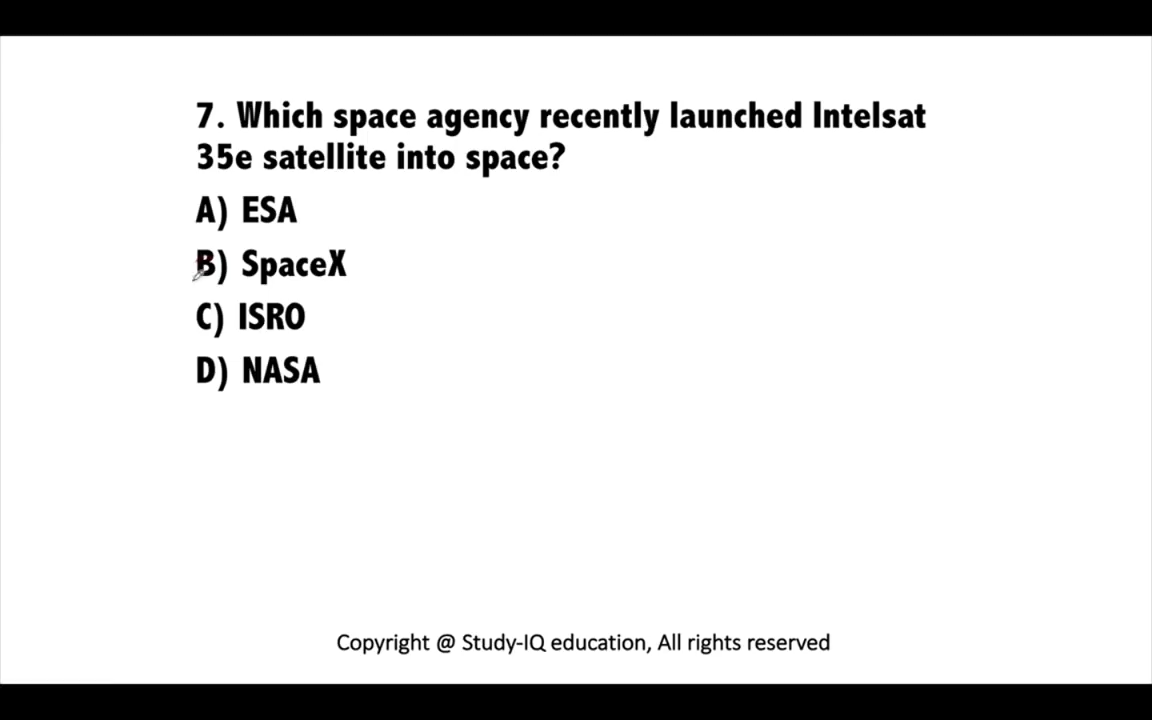 7. Which space agency recently launched Intelsat
35e satellite into space?
A) ESA
B) SpaceX
C) ISRO
D) NASA
Copyright @ Study-IQ education, All rights reserved